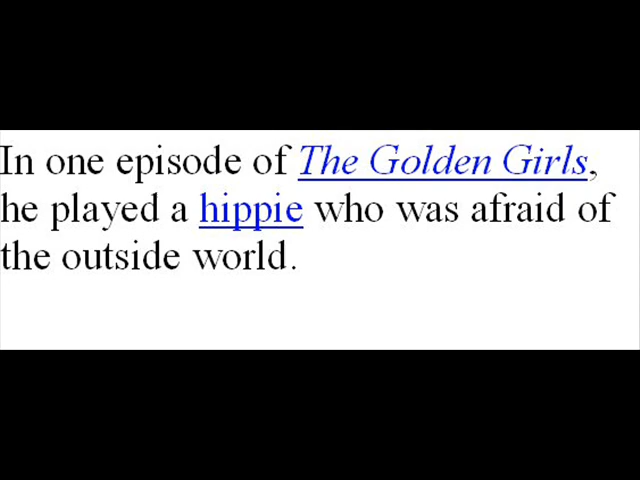 In one episode of The Golden Girls,
he played a hippie who was afraid of
the outside world.